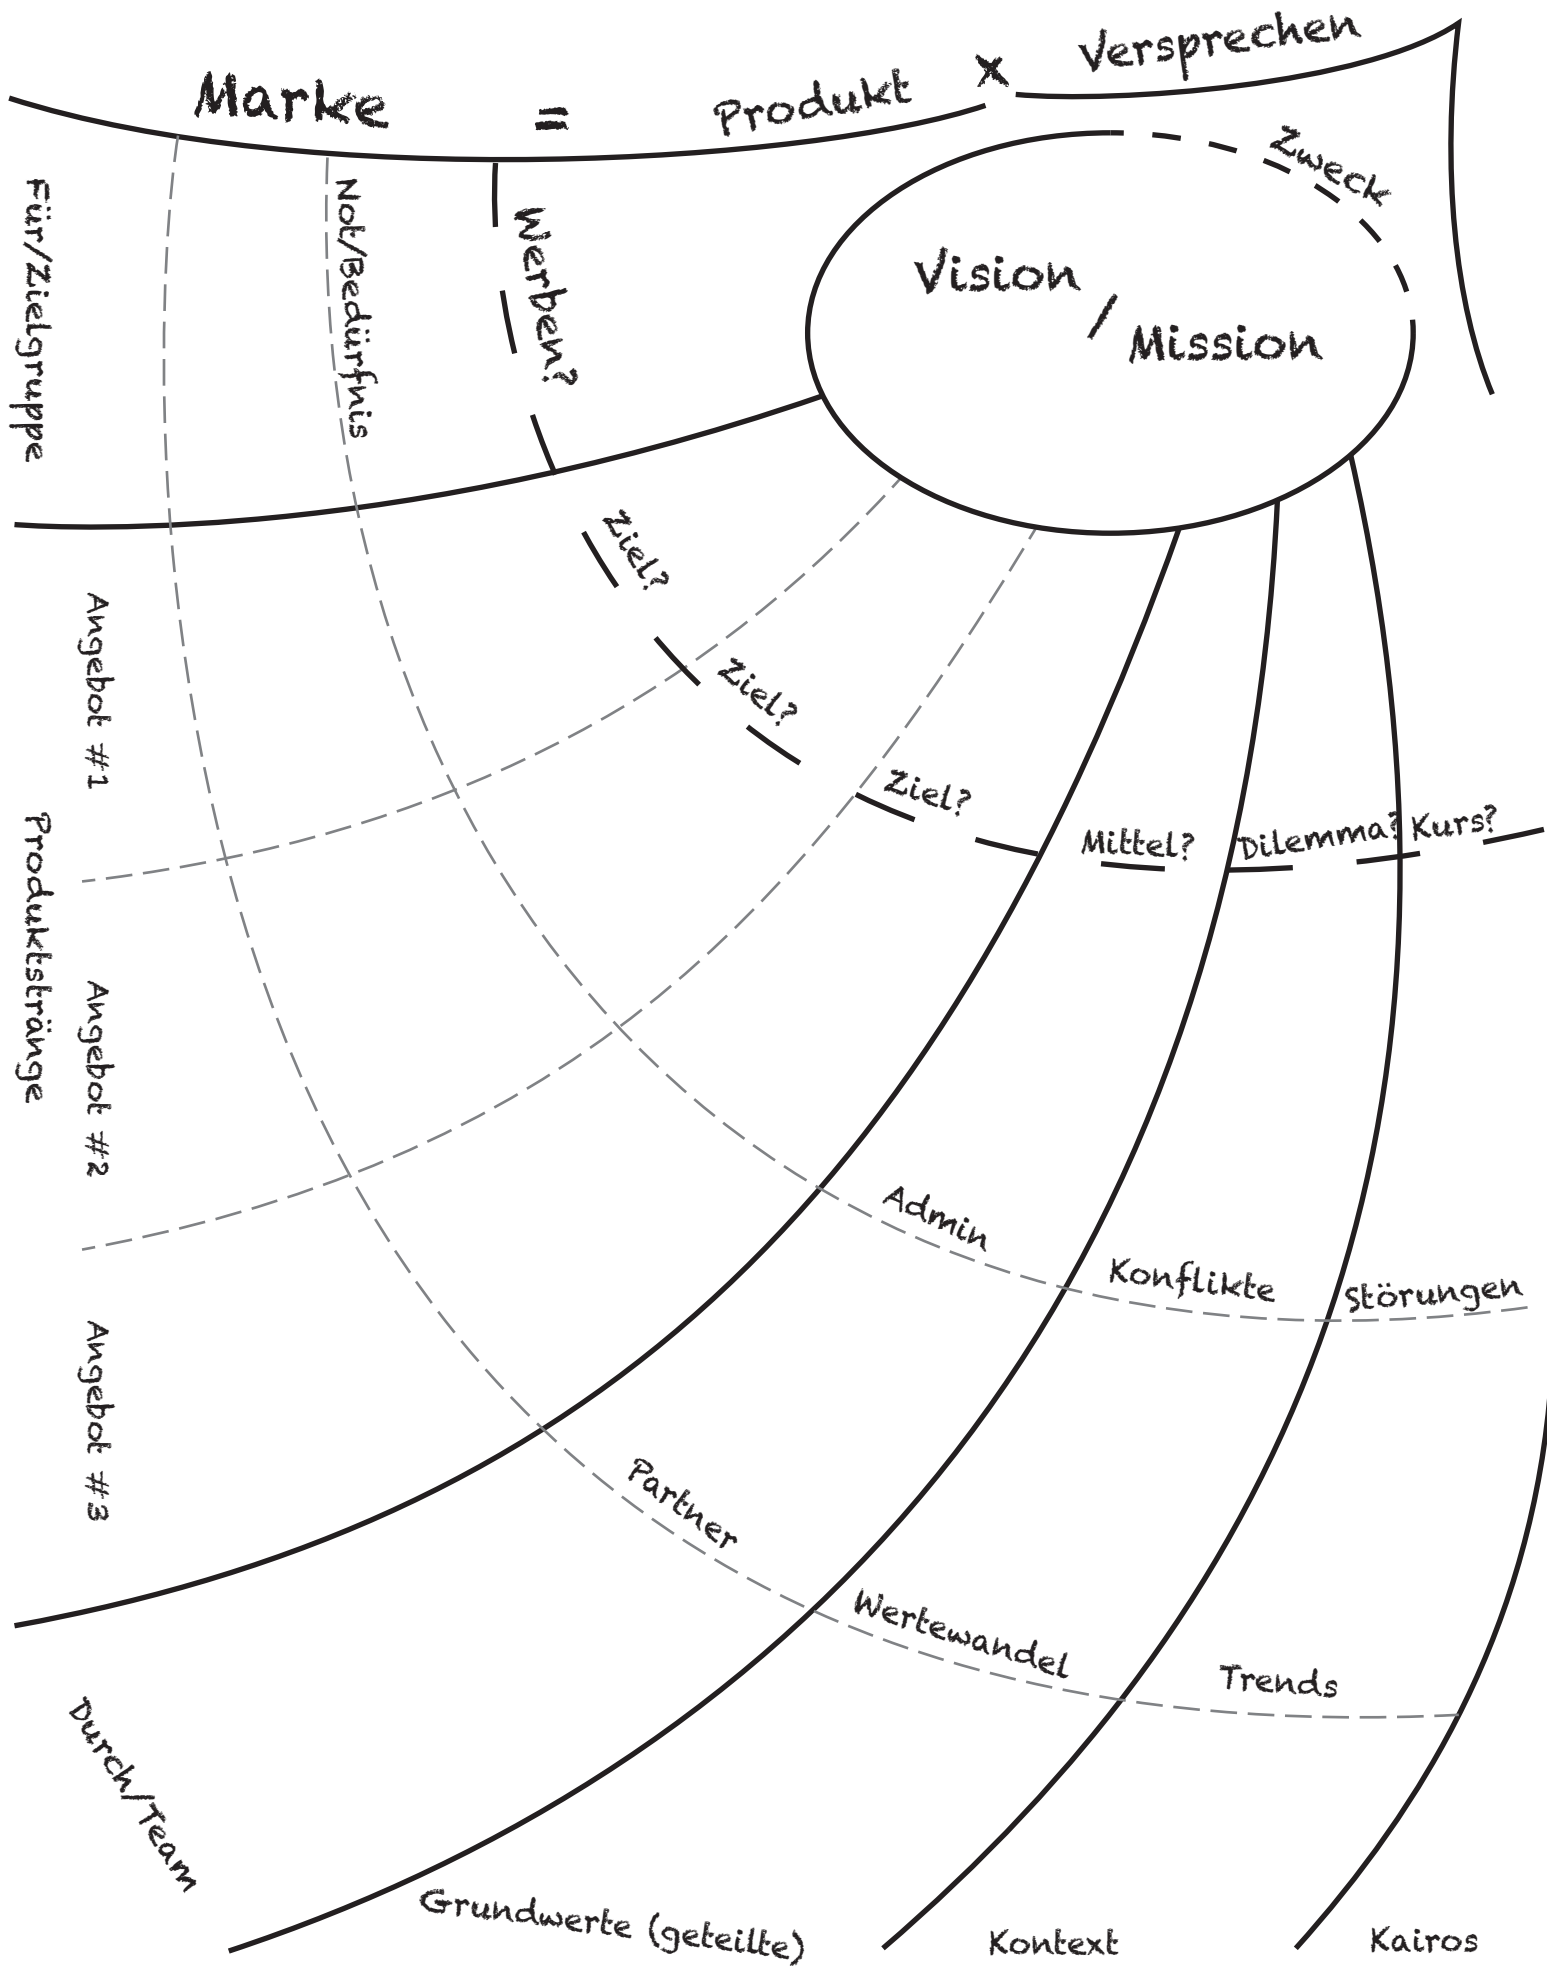 Marke = Produkt x Versprechen
Zweck
Vision / Mission
Für/Zielgruppe
Not/Bedürfnis
Werben?
Ziel?
Ziel?
Ziel?
Mittel?
Dilemma?
Kurs?
Produktstränge
Angebot #1
Angebot #2
Angebot #3
Admin
Konflikte
Störungen
Partner
Wertewandel
Trends
Durch/Team
Grundwerte (geteilte)
Kontext
Kairos